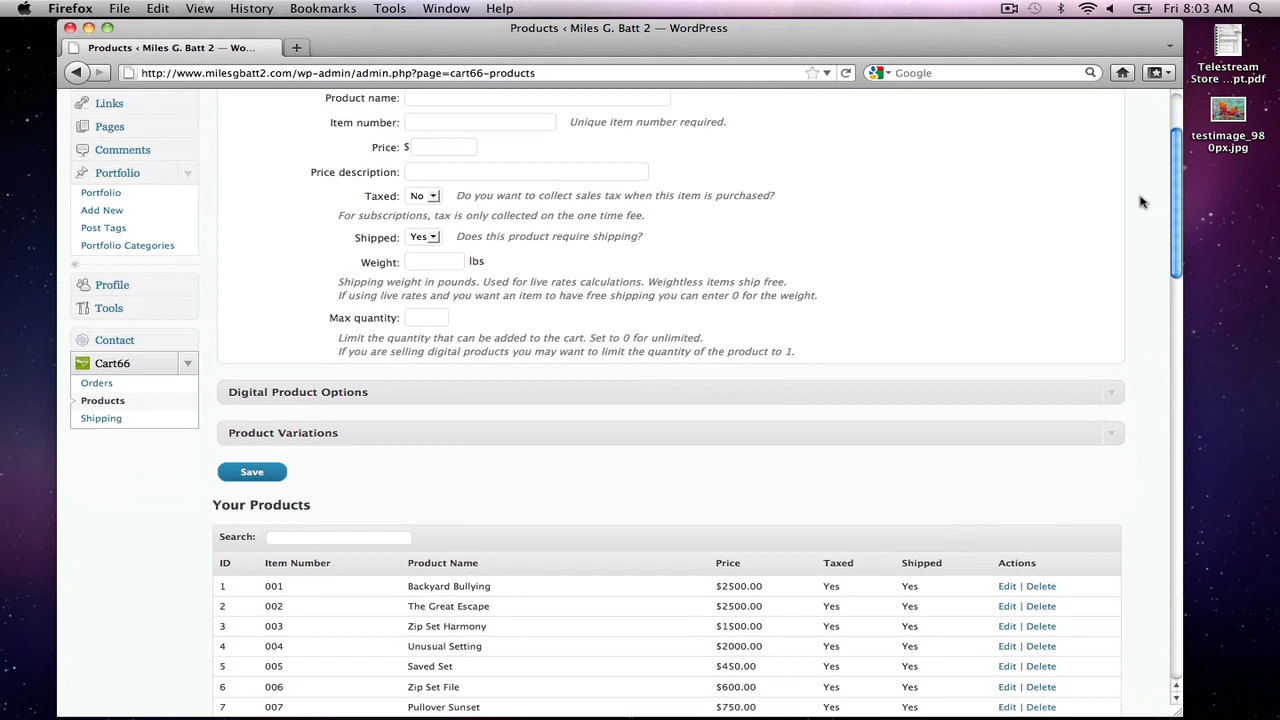 Firefox File Edit View History Bookmarks Tools Window Help Fri 8:03 AM
Products ‹ Miles G. Batt 2 — WordPress
Products ‹ Miles G. Batt 2 — Wo...
http://www.milesgbatt2.com/wp-admin/admin.php?page=cart66-products Google
Telestream
Store ...pt.pdf
testimage_98
0px.jpg
Links
Pages
Comments
Portfolio
Portfolio
Add New
Post Tags
Portfolio Categories
Profile
Tools
Contact
Cart66
Orders
Products
Shipping
Product name:
Item number: Unique item number required.
Price: $
Price description:
Taxed: No Do you want to collect sales tax when this item is purchased?
For subscriptions, tax is only collected on the one time fee.
Shipped: Yes Does this product require shipping?
Weight: lbs
Shipping weight in pounds. Used for live rates calculations. Weightless items ship free.
If using live rates and you want an item to have free shipping you can enter 0 for the weight.
Max quantity:
Limit the quantity that can be added to the cart. Set to 0 for unlimited.
If you are selling digital products you may want to limit the quantity of the product to 1.
Digital Product Options
Product Variations
Save
Your Products
Search:
ID Item Number Product Name Price Taxed Shipped Actions
1 001 Backyard Bullying $2500.00 Yes Yes Edit | Delete
2 002 The Great Escape $2500.00 Yes Yes Edit | Delete
3 003 Zip Set Harmony $1500.00 Yes Yes Edit | Delete
4 004 Unusual Setting $2000.00 Yes Yes Edit | Delete
5 005 Saved Set $450.00 Yes Yes Edit | Delete
6 006 Zip Set File $600.00 Yes Yes Edit | Delete
7 007 Pullover Sunset $750.00 Yes Yes Edit | Delete